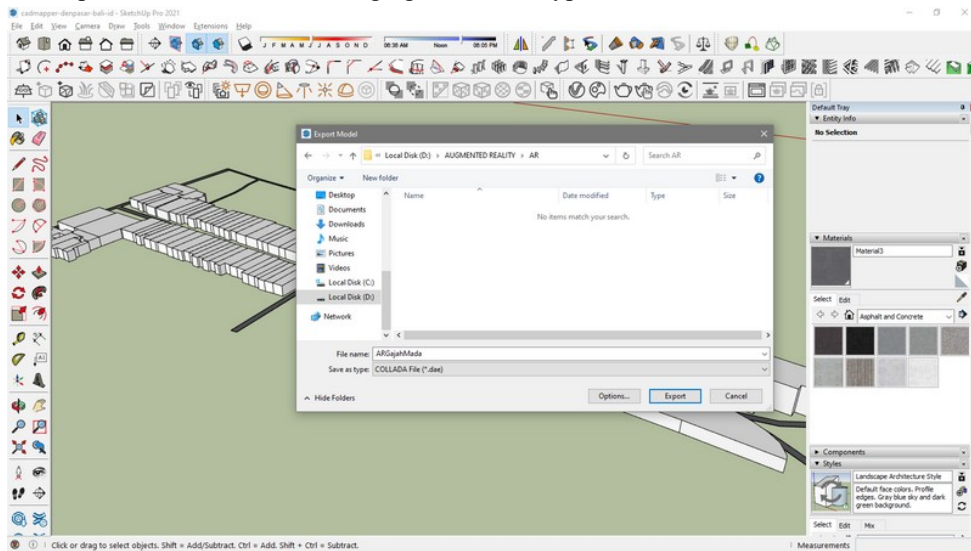 cadmapper-denpasar-bali-id - SketchUp Pro 2021
File Edit View Camera Draw Tools Window Extensions Help
J F M A M J J A S O N D 06:38 AM Noon 06:05 PM
Default Tray
Entity Info
No Selection
Export Model
« Local Disk (D:) › AUGMENTED REALITY › AR
Search AR
Organize New folder
Name Date modified Type Size
No items match your search.
Desktop
Documents
Downloads
Music
Pictures
Videos
Local Disk (C:)
Local Disk (D:)
Network
File name: ARGajahMada
Save as type: COLLADA File (*.dae)
Hide Folders
Options... Export Cancel
Materials
Material3
Select Edit
Asphalt and Concrete
Components
Styles
Landscape Architecture Style
Default face colors. Profile
edges. Gray blue sky and dark
green background.
Select Edit Mix
Click or drag to select objects. Shift = Add/Subtract. Ctrl = Add. Shift + Ctrl = Subtract.
Measurements